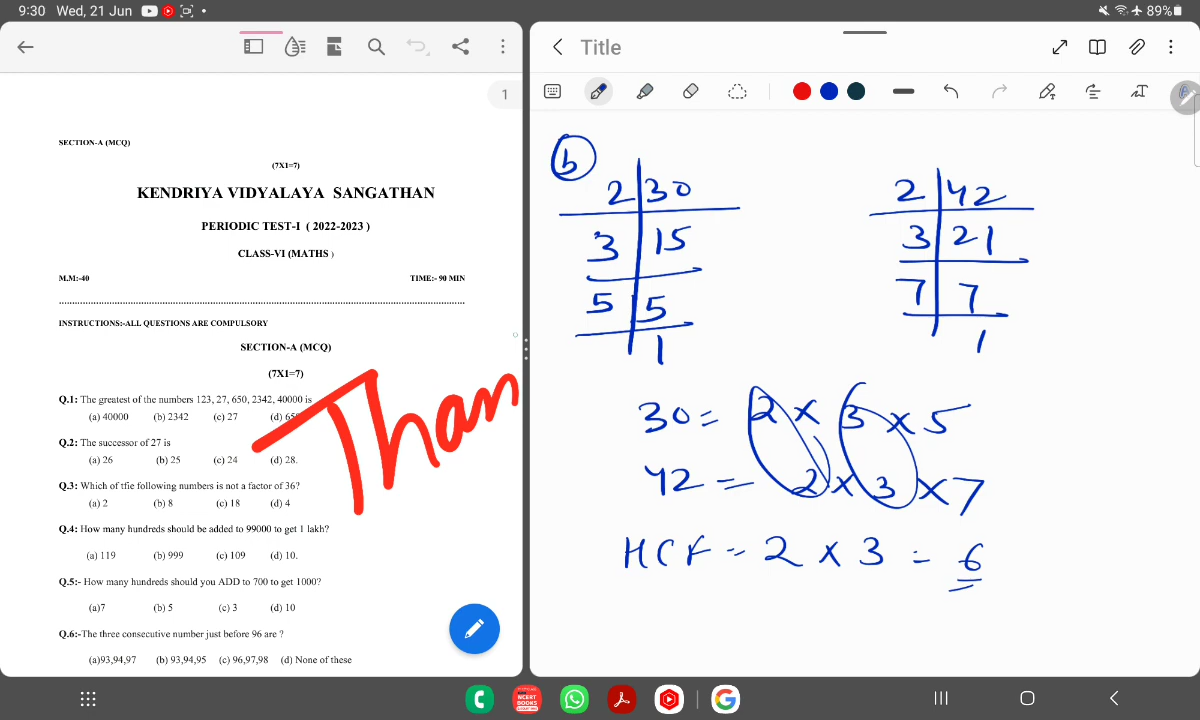 9:30 Wed, 21 Jun
89%
1
SECTION-A (MCQ)
(7X1=7)
KENDRIYA VIDYALAYA SANGATHAN
PERIODIC TEST-I ( 2022-2023 )
CLASS-VI (MATHS )
M.M:-40 TIME:- 90 MIN
INSTRUCTIONS:-ALL QUESTIONS ARE COMPULSORY
SECTION-A (MCQ)
(7X1=7)
Q.1: The greatest of the numbers 123, 27, 650, 2342, 40000 is
(a) 40000 (b) 2342 (c) 27 (d) 650
Q.2: The successor of 27 is
(a) 26 (b) 25 (c) 24 (d) 28.
Q.3: Which of the following numbers is not a factor of 36?
(a) 2 (b) 8 (c) 18 (d) 4
Q.4: How many hundreds should be added to 99000 to get 1 lakh?
(a) 119 (b) 999 (c) 109 (d) 10.
Q.5:- How many hundreds should you ADD to 700 to get 1000?
(a)7 (b) 5 (c) 3 (d) 10
Q.6:-The three consecutive number just before 96 are ?
(a)93,94,97 (b) 93,94,95 (c) 96,97,98 (d) None of these
Than
Title
b
2 30
3 15
5 5
1
2 42
3 21
7 7
1
30 = 2 × 3 × 5
42 = 2 × 3 × 7
HCF = 2 × 3 = 6
NCERT
BOOKS